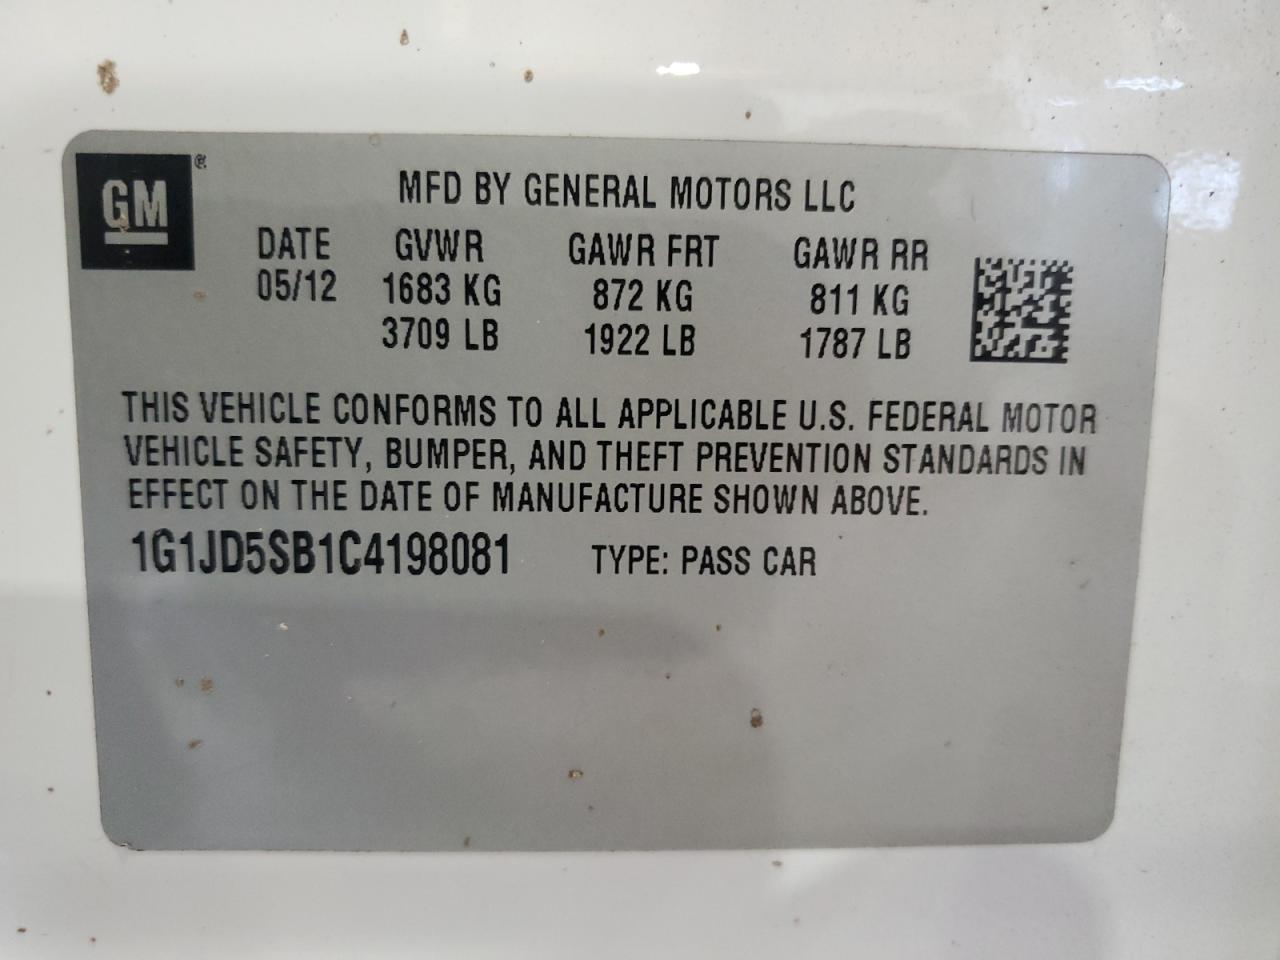 GM®
MFD BY GENERAL MOTORS LLC
DATE GVWR GAWR FRT GAWR RR
05/12 1683 KG 872 KG 811 KG
3709 LB 1922 LB 1787 LB
THIS VEHICLE CONFORMS TO ALL APPLICABLE U.S. FEDERAL MOTOR
VEHICLE SAFETY, BUMPER, AND THEFT PREVENTION STANDARDS IN
EFFECT ON THE DATE OF MANUFACTURE SHOWN ABOVE.
1G1JD5SB1C4198081 TYPE: PASS CAR